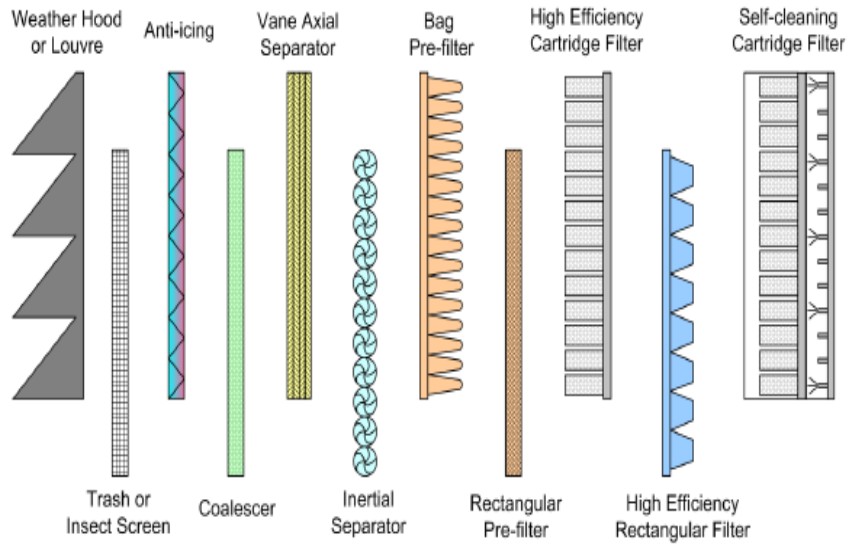 Weather Hood
or Louvre
Anti-icing
Vane Axial
Separator
Bag
Pre-filter
High Efficiency
Cartridge Filter
Self-cleaning
Cartridge Filter
Trash or
Insect Screen
Coalescer
Inertial
Separator
Rectangular
Pre-filter
High Efficiency
Rectangular Filter